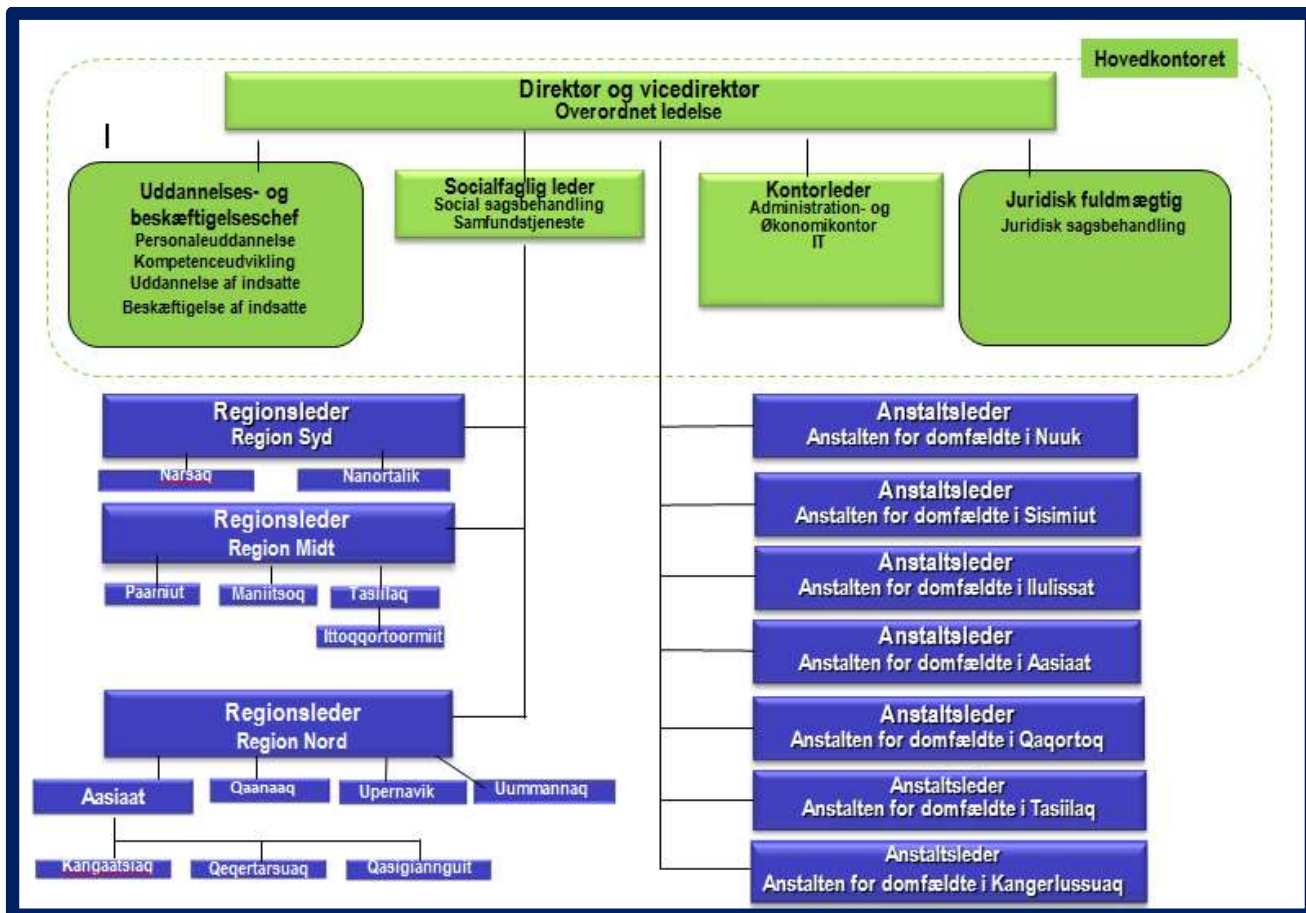 Hovedkontoret
Direktør og vicedirektør
Overordnet ledelse
Uddannelses- og
beskæftigelseschef
Personaleuddannelse
Kompetenceudvikling
Uddannelse af indsatte
Beskæftigelse af indsatte
Socialfaglig leder
Social sagsbehandling
Samfundstjeneste
Kontorleder
Administration- og
Økonomikontor
IT
Juridisk fuldmægtig
Juridisk sagsbehandling
Regionsleder
Region Syd
Narsaq
Nanortalik
Regionsleder
Region Midt
Paamiut
Maniitsoq
Tasiilaq
Ittoqqortoormiit
Regionsleder
Region Nord
Aasiaat
Qaanaaq
Upernavik
Uummannaq
Kangaatsiaq
Qeqertarsuaq
Qasigiannguit
Anstaltsleder
Anstalten for domfældte i Nuuk
Anstaltsleder
Anstalten for domfældte i Sisimiut
Anstaltsleder
Anstalten for domfældte i Ilulissat
Anstaltsleder
Anstalten for domfældte i Aasiaat
Anstaltsleder
Anstalten for domfældte i Qaqortoq
Anstaltsleder
Anstalten for domfældte i Tasiilaq
Anstaltsleder
Anstalten for domfældte i Kangerlussuaq